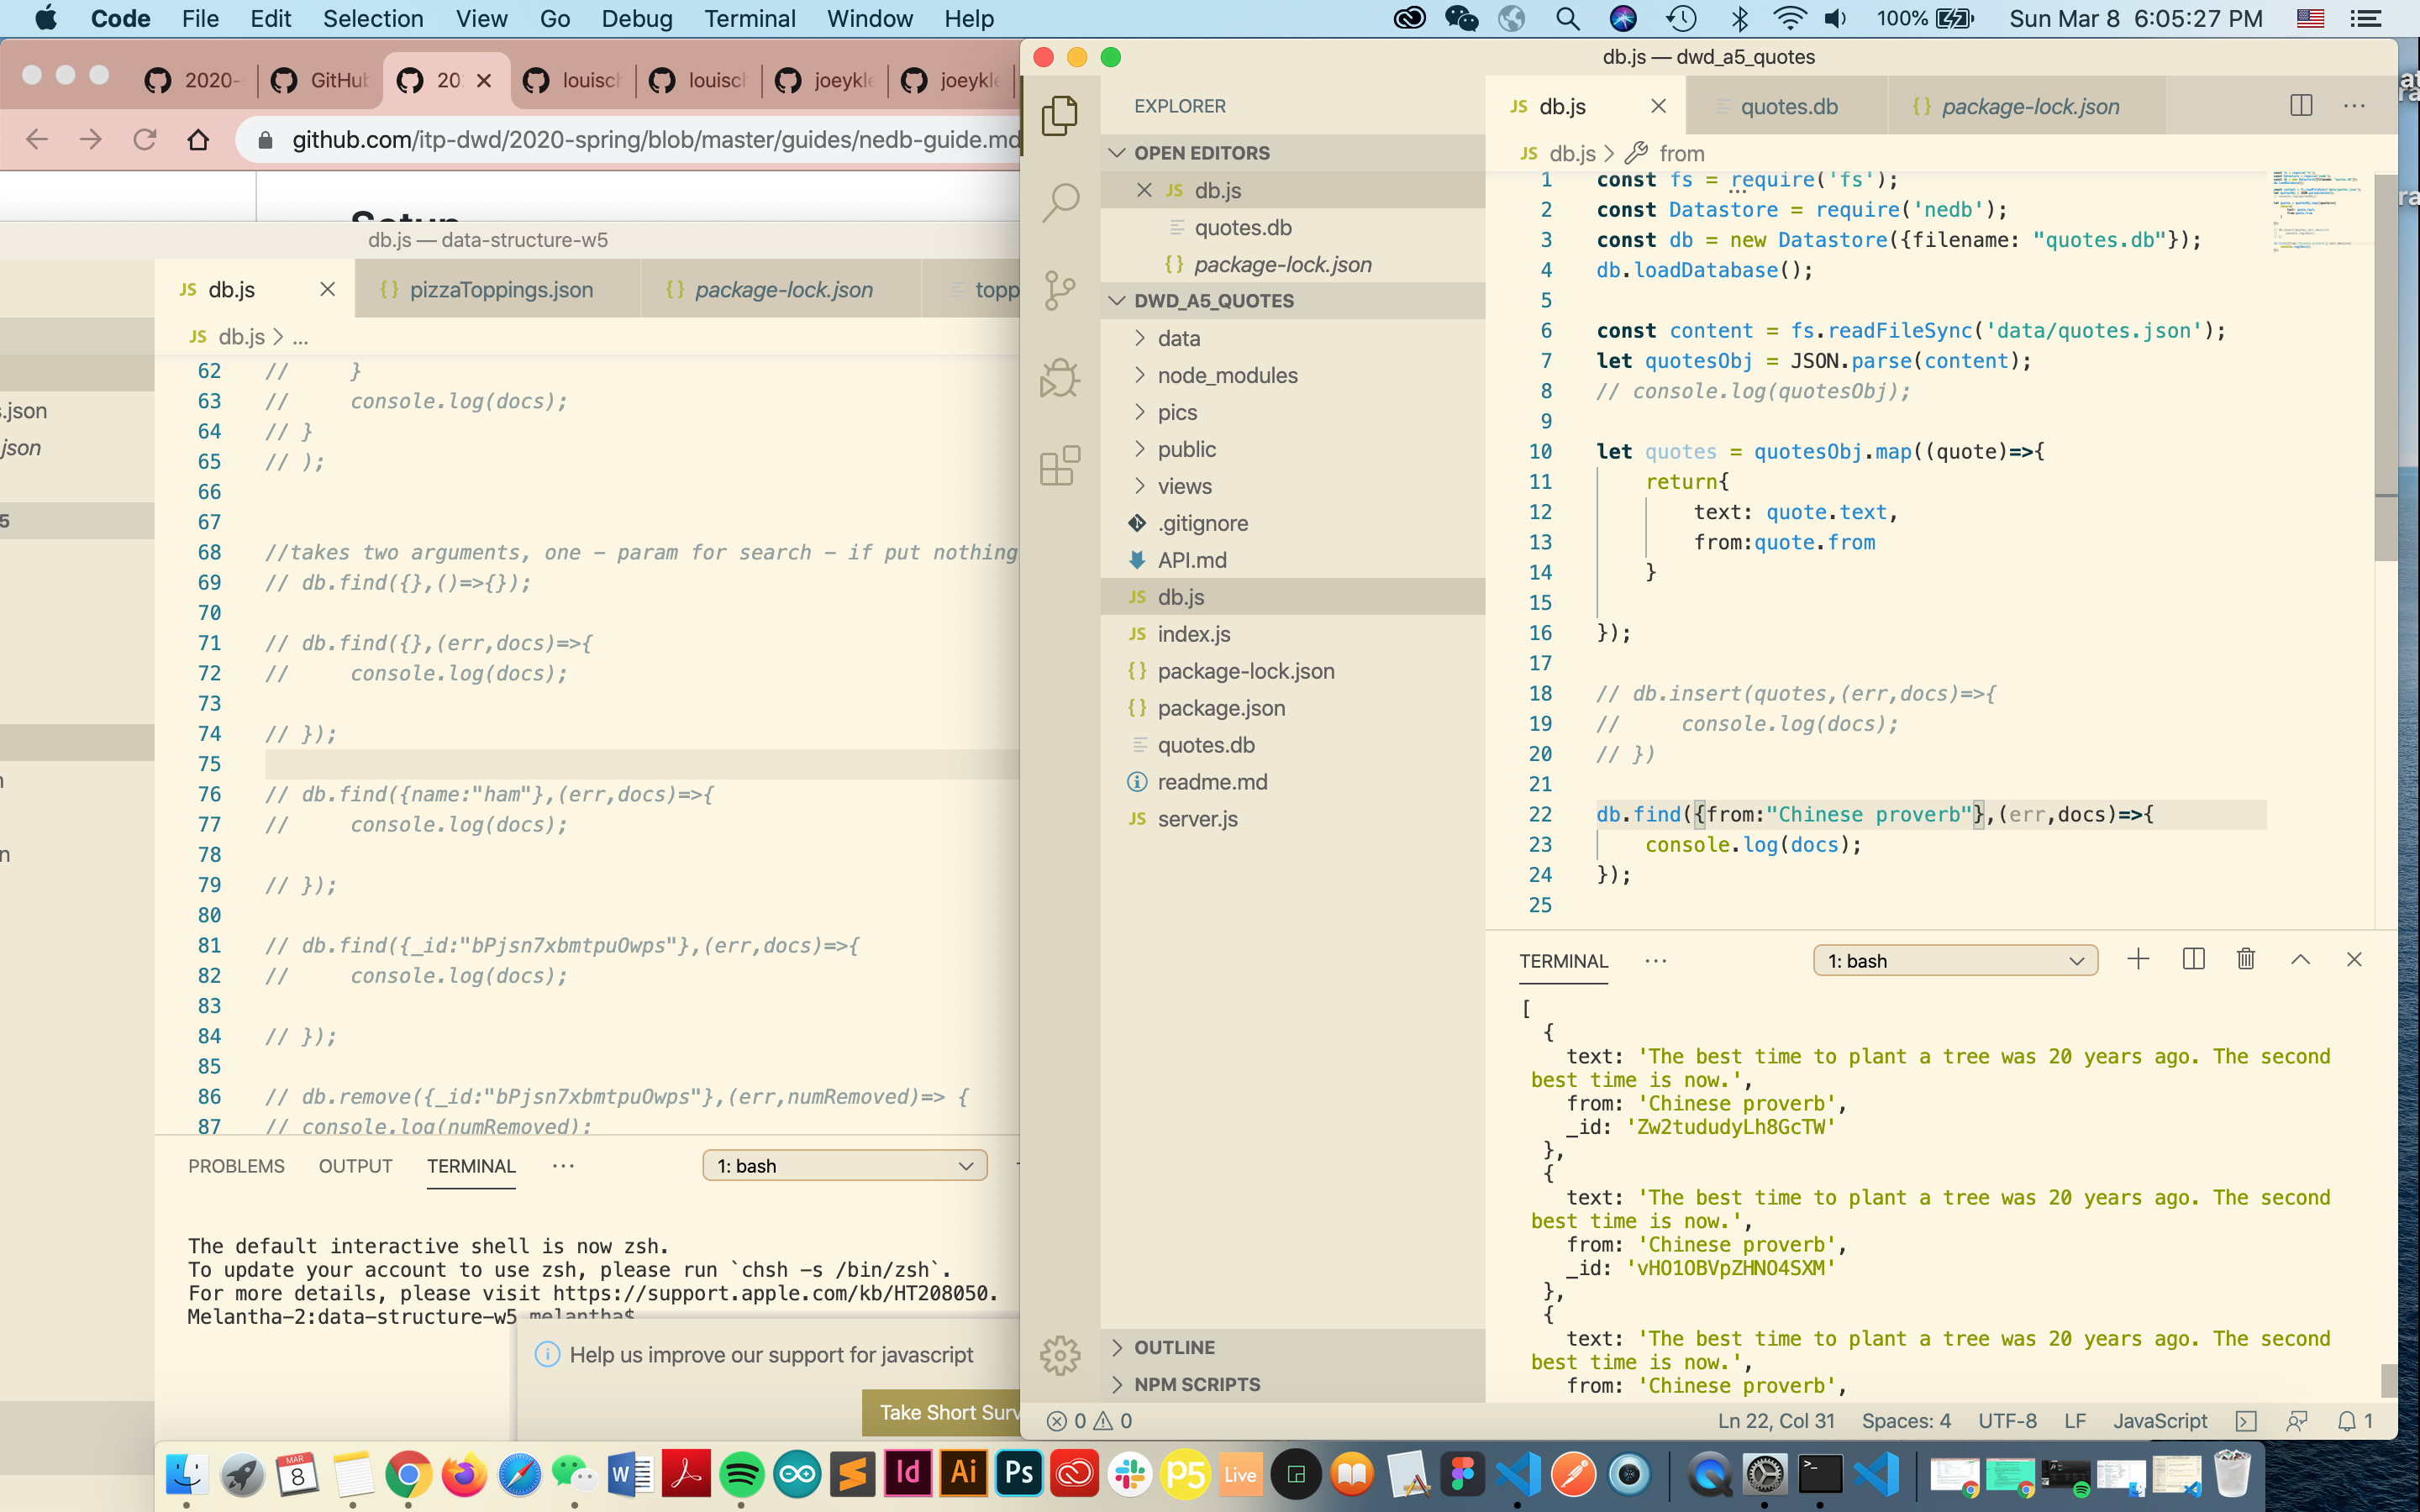 Code File Edit Selection View Go Debug Terminal Window Help 100% Sun Mar 8 6:05:27 PM
2020- GitHu 20 louisch louisch joeykle joeykle
github.com/itp-dwd/2020-spring/blob/master/guides/nedb-guide.md
Setup
db.js — data-structure-w5
JS db.js {} pizzaToppings.json {} package-lock.json topp
JS db.js > ...
s.json
json
5
62 // }
63 // console.log(docs);
64 // }
65 // );
66
67
68 //takes two arguments, one - param for search - if put nothing
69 // db.find({},()=>{});
70
71 // db.find({},(err,docs)=>{
72 // console.log(docs);
73
74 // });
75
76 // db.find({name:"ham"},(err,docs)=>{
77 // console.log(docs);
78
79 // });
80
81 // db.find({_id:"bPjsn7xbmtpuOwps"},(err,docs)=>{
82 // console.log(docs);
83
84 // });
85
86 // db.remove({_id:"bPjsn7xbmtpuOwps"},(err,numRemoved)=> {
87 // console.log(numRemoved);
PROBLEMS OUTPUT TERMINAL ... 1: bash
The default interactive shell is now zsh.
To update your account to use zsh, please run `chsh -s /bin/zsh`.
For more details, please visit https://support.apple.com/kb/HT208050.
Melantha-2:data-structure-w5 melantha$
Help us improve our support for javascript
Take Short Surv
db.js — dwd_a5_quotes
EXPLORER
OPEN EDITORS
JS db.js
quotes.db
{} package-lock.json
DWD_A5_QUOTES
data
node_modules
pics
public
views
.gitignore
API.md
JS db.js
JS index.js
{} package-lock.json
{} package.json
quotes.db
readme.md
JS server.js
OUTLINE
NPM SCRIPTS
JS db.js quotes.db {} package-lock.json
JS db.js > from
1 const fs = require('fs');
2 const Datastore = require('nedb');
3 const db = new Datastore({filename: "quotes.db"});
4 db.loadDatabase();
5
6 const content = fs.readFileSync('data/quotes.json');
7 let quotesObj = JSON.parse(content);
8 // console.log(quotesObj);
9
10 let quotes = quotesObj.map((quote)=>{
11 return{
12 text: quote.text,
13 from:quote.from
14 }
15
16 });
17
18 // db.insert(quotes,(err,docs)=>{
19 // console.log(docs);
20 // })
21
22 db.find({from:"Chinese proverb"},(err,docs)=>{
23 console.log(docs);
24 });
25
TERMINAL ... 1: bash
[
{
text: 'The best time to plant a tree was 20 years ago. The second
best time is now.',
from: 'Chinese proverb',
_id: 'Zw2tududyLh8GcTW'
},
{
text: 'The best time to plant a tree was 20 years ago. The second
best time is now.',
from: 'Chinese proverb',
_id: 'vHO1OBVpZHNO4SXM'
},
{
text: 'The best time to plant a tree was 20 years ago. The second
best time is now.',
from: 'Chinese proverb',
0 0 Ln 22, Col 31 Spaces: 4 UTF-8 LF JavaScript 1
MAR 8 W Id Ai Ps P5 Live